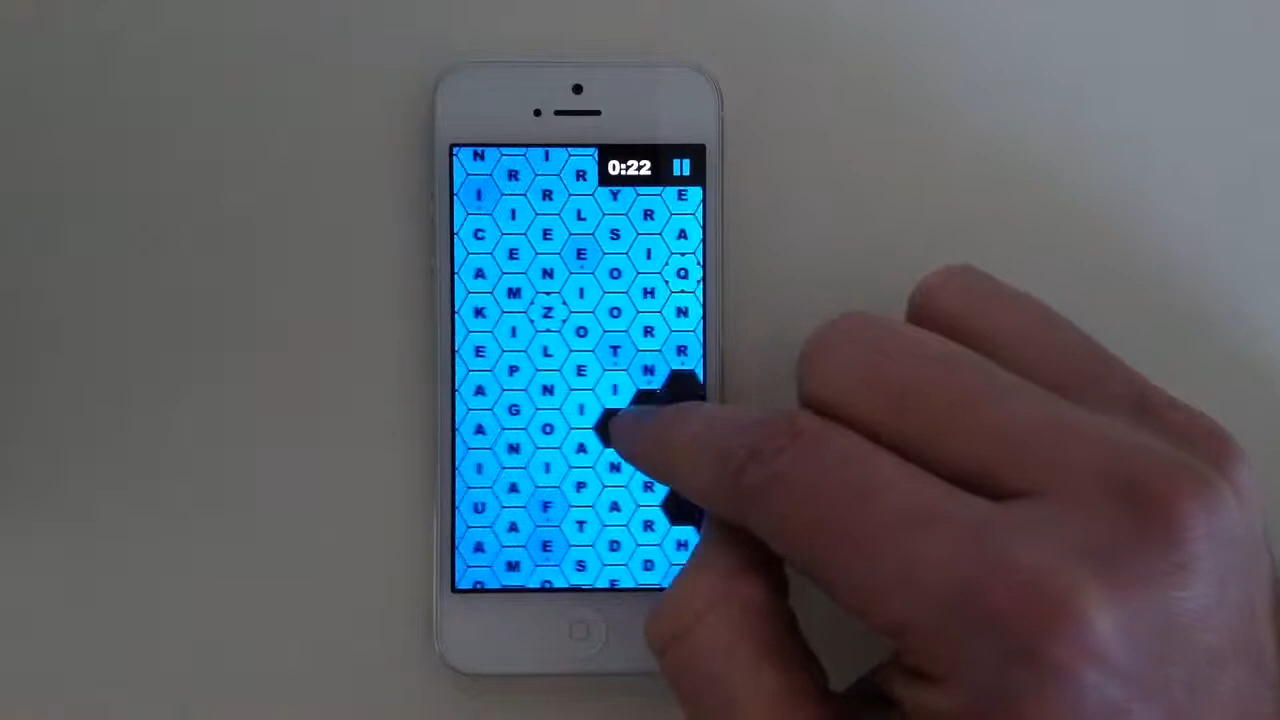 N I 0:22
R R
I R Y E
I L R
C E S A
E E I
A N O Q
M I H
K Z O N
I O R
E L T R
P E N
A N I
G I
A O
N A
I I N
A P R
U F A
A T R
A E D H
M S D
O O E